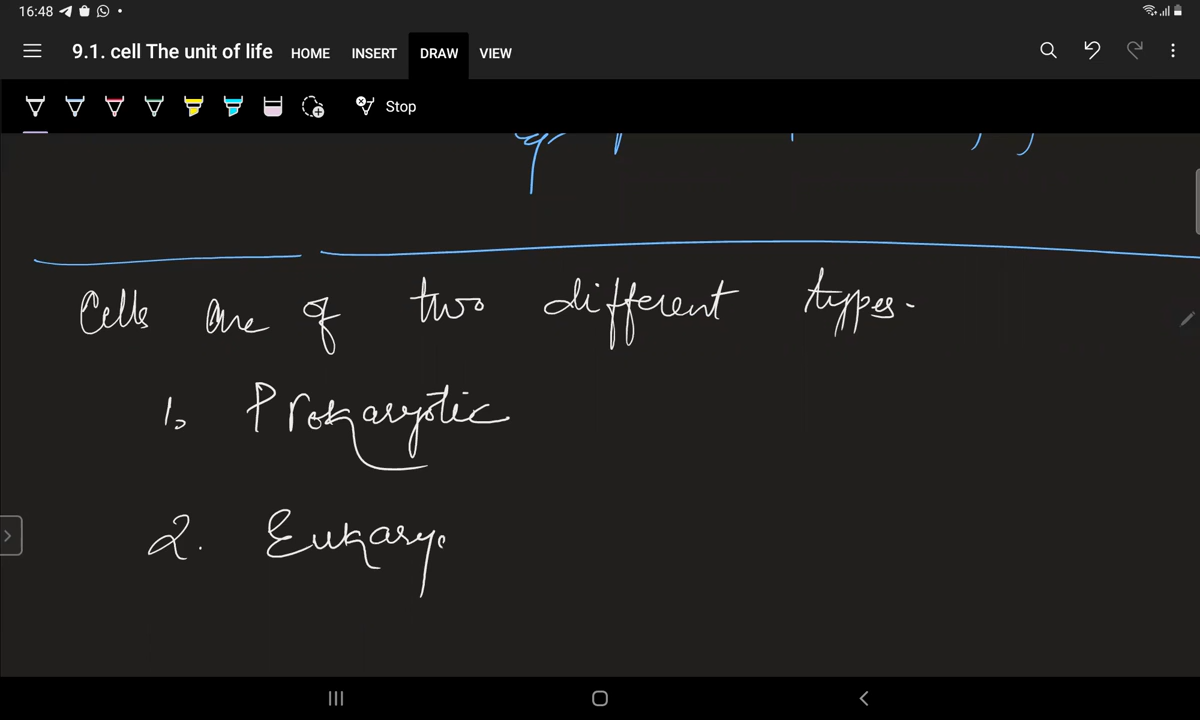 16:48
9.1. cell The unit of life HOME INSERT DRAW VIEW
Stop
Cells are of two different types.
1. Prokaryotic
2. Eukary